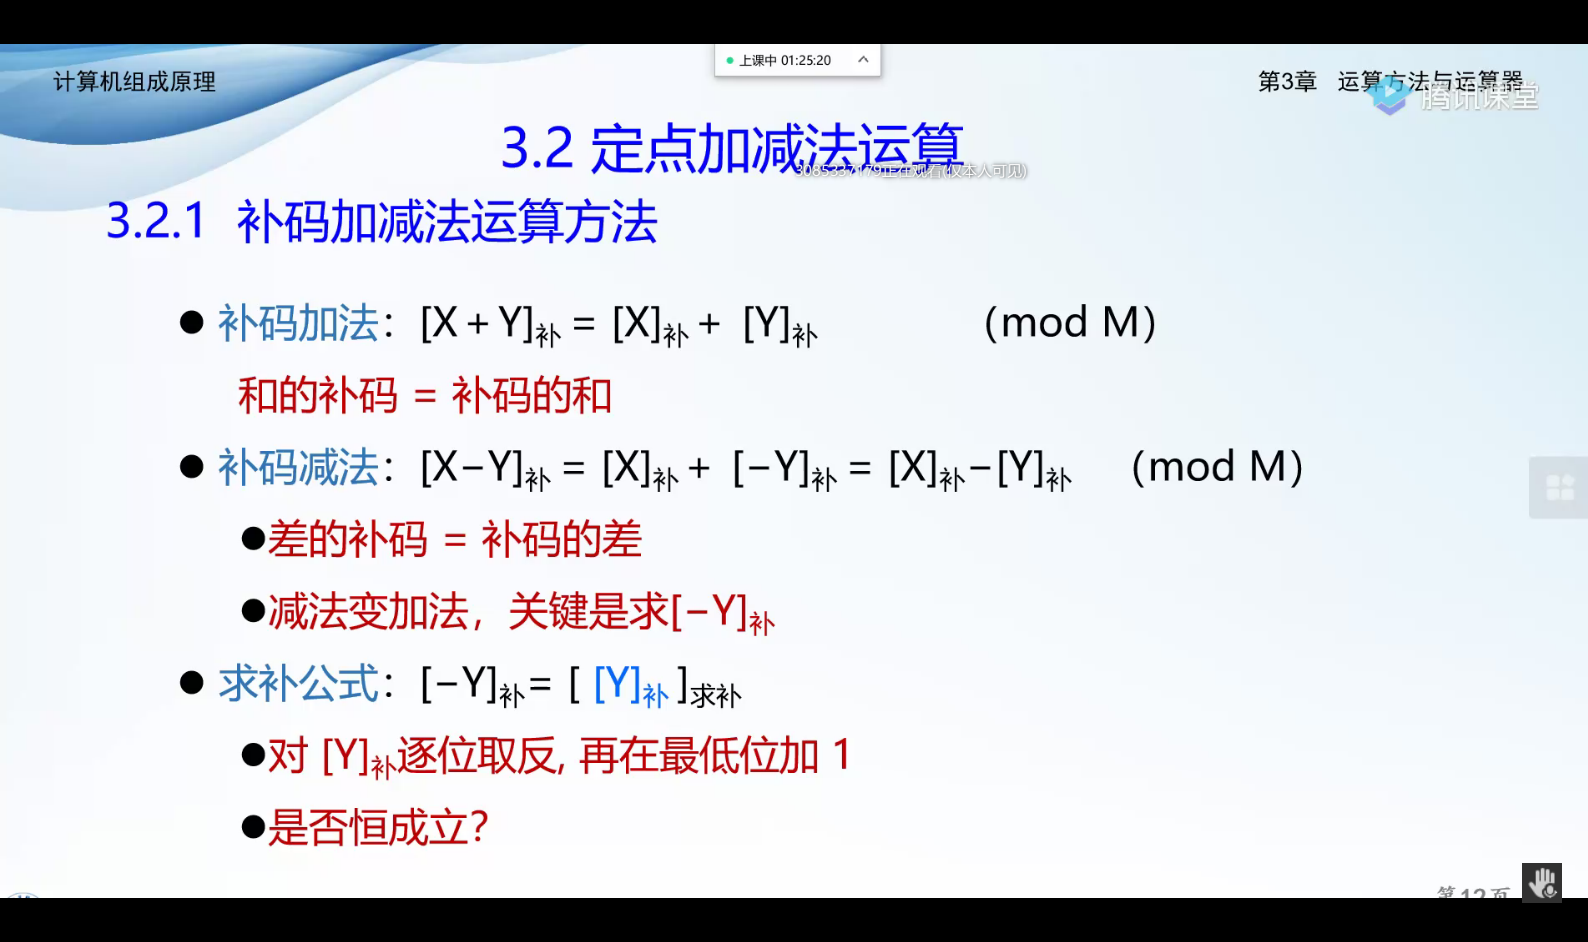 上课中 01:25:20
计算机组成原理
第3章 运算方法与运算器
腾讯课堂
3.2 定点加减法运算
3085337179正在观看(仅本人可见)
3.2.1 补码加减法运算方法
● 补码加法：[X + Y]补 = [X]补 + [Y]补 （mod M）
和的补码 = 补码的和
● 补码减法：[X－Y]补 = [X]补 + [－Y]补 = [X]补－[Y]补 （mod M）
●差的补码 = 补码的差
●减法变加法，关键是求[－Y]补
● 求补公式：[－Y]补 = [ [Y]补 ]求补
●对 [Y]补逐位取反, 再在最低位加 1
●是否恒成立?
第12页